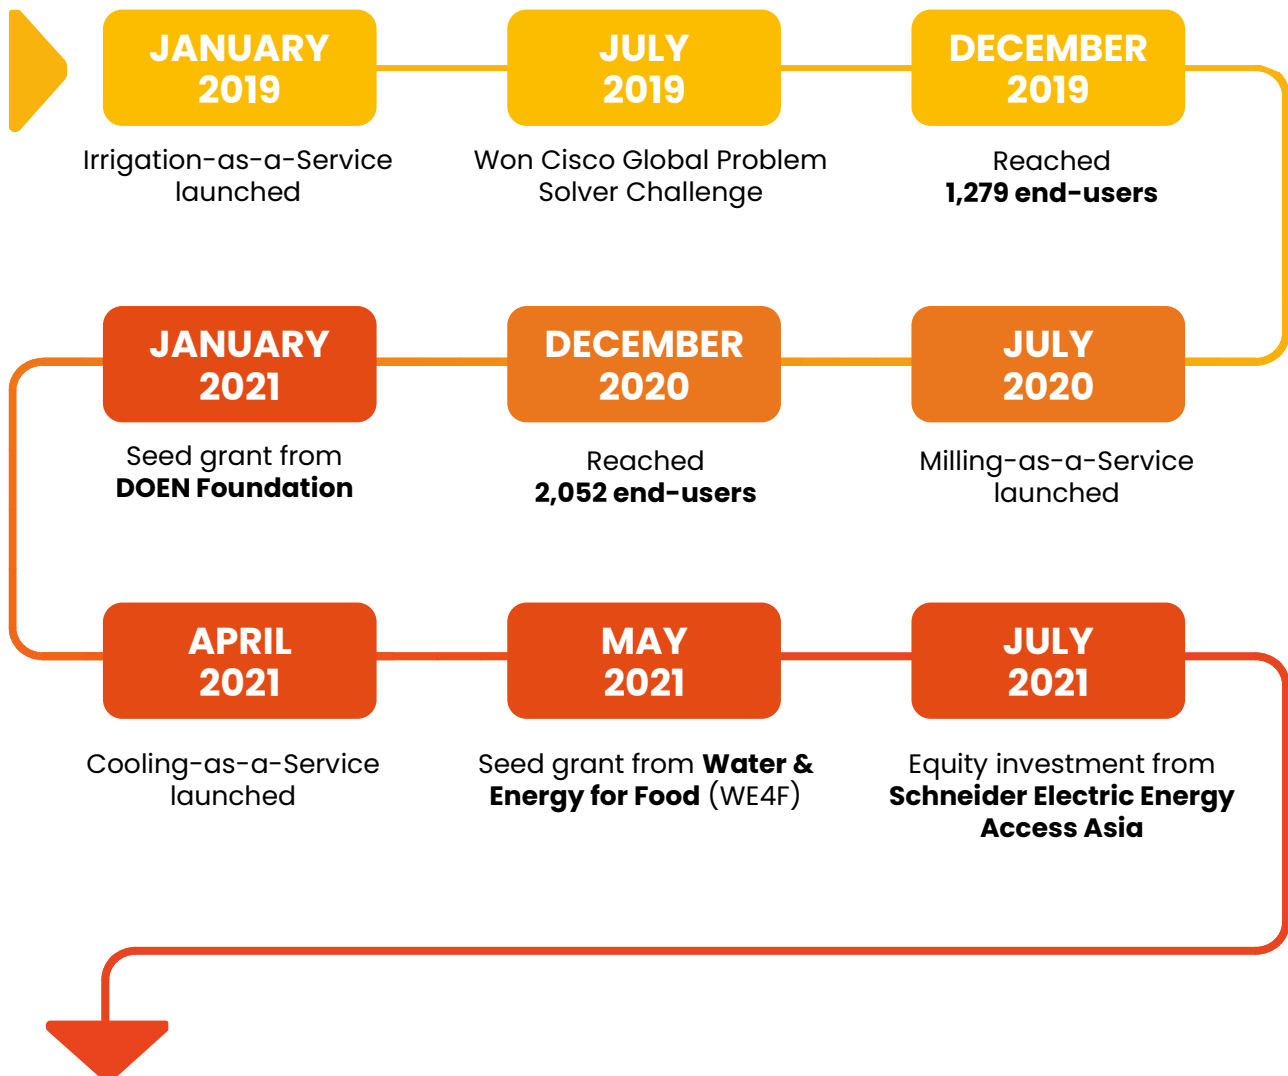 JANUARY
2019
Irrigation-as-a-Service
launched
JULY
2019
Won Cisco Global Problem
Solver Challenge
DECEMBER
2019
Reached
1,279 end-users
JULY
2020
Milling-as-a-Service
launched
DECEMBER
2020
Reached
2,052 end-users
JANUARY
2021
Seed grant from
DOEN Foundation
APRIL
2021
Cooling-as-a-Service
launched
MAY
2021
Seed grant from Water &
Energy for Food (WE4F)
JULY
2021
Equity investment from
Schneider Electric Energy
Access Asia